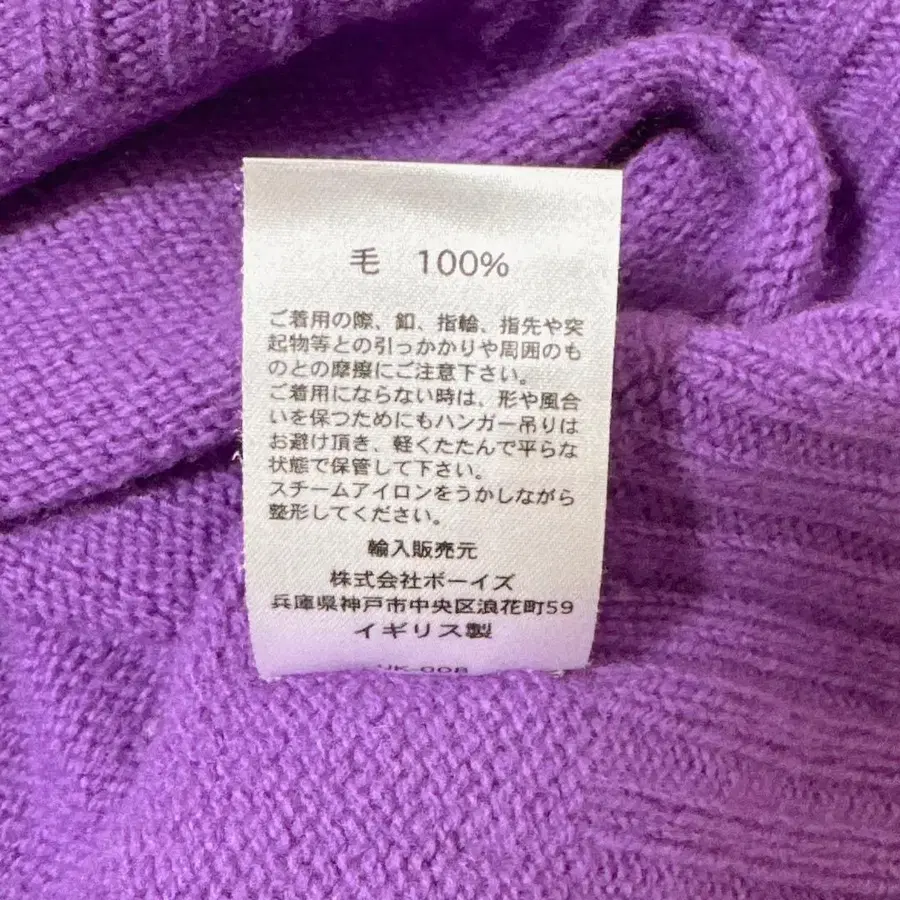 毛 100%
ご着用の際、釦、指輪、指先や突
起物等との引っかかりや周囲のも
のとの摩擦にご注意下さい。
ご着用にならない時は、形や風合
いを保つためにもハンガー吊りは
お避け頂き、軽くたたんで平らな
状態で保管して下さい。
スチームアイロンをうかしながら
整形してください。
輸入販売元
株式会社ボーイズ
兵庫県神戸市中央区浪花町59
イギリス製
UK-008